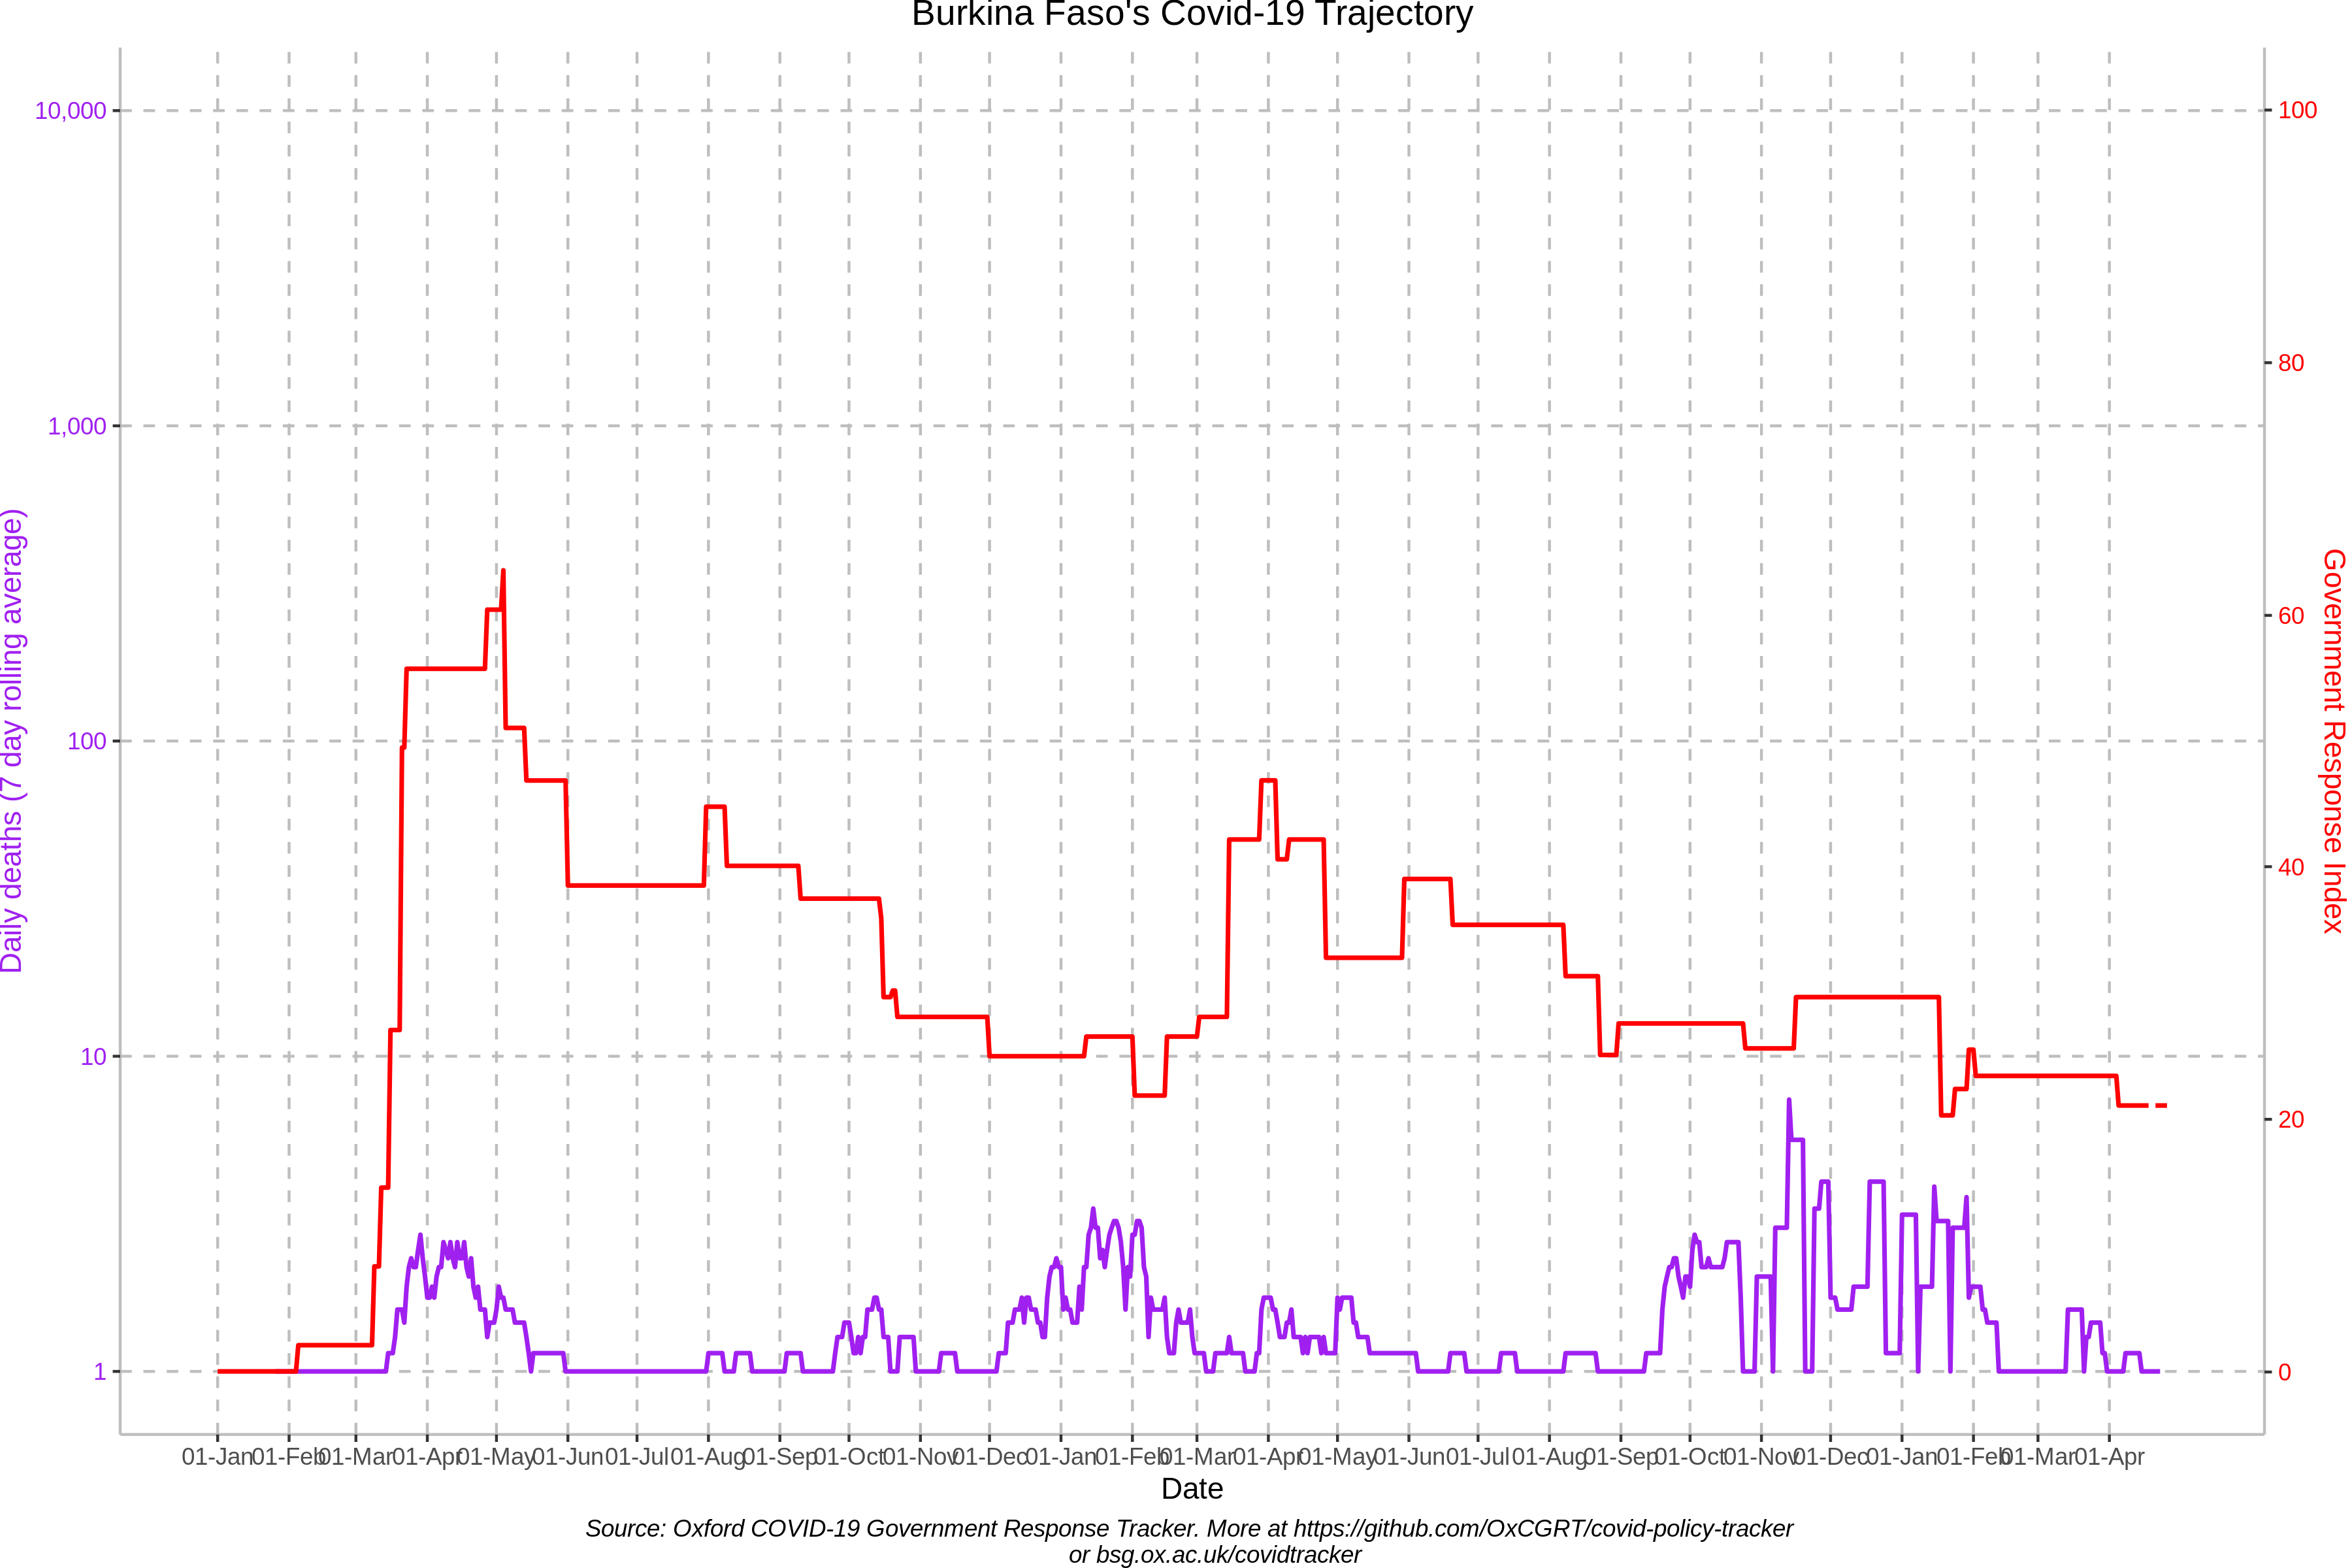 Burkina Faso's Covid-19 Trajectory
10,000
1,000
100
10
1
Daily deaths (7 day rolling average)
100
80
60
40
20
0
Government Response Index
01-Jan 01-Feb 01-Mar 01-Apr 01-May 01-Jun 01-Jul 01-Aug 01-Sep 01-Oct 01-Nov 01-Dec 01-Jan 01-Feb 01-Mar 01-Apr 01-May 01-Jun 01-Jul 01-Aug 01-Sep 01-Oct 01-Nov 01-Dec 01-Jan 01-Feb 01-Mar 01-Apr
Date
Source: Oxford COVID-19 Government Response Tracker. More at https://github.com/OxCGRT/covid-policy-tracker
or bsg.ox.ac.uk/covidtracker